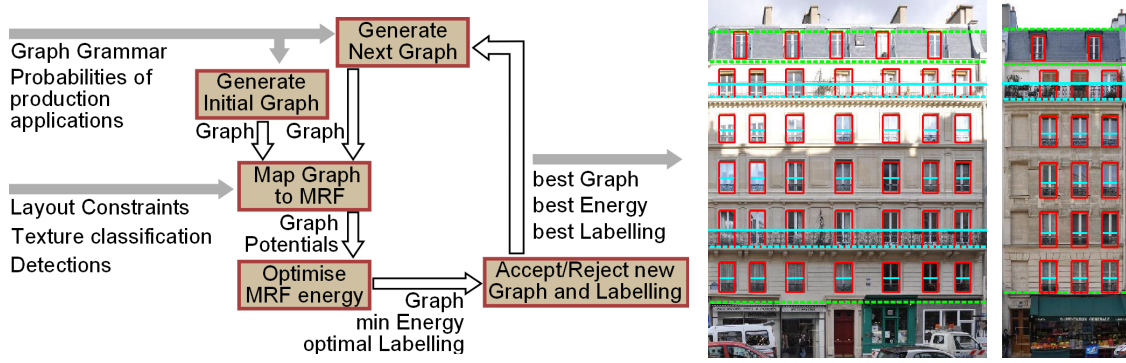 Graph Grammar
Probabilities of
production
applications
Generate
Next Graph
Generate
Initial Graph
Graph
Graph
Map Graph
to MRF
Layout Constraints
Texture classification
Detections
Graph
Potentials
Optimise
MRF energy
Graph
min Energy
optimal Labelling
Accept/Reject new
Graph and Labelling
best Graph
best Energy
best Labelling